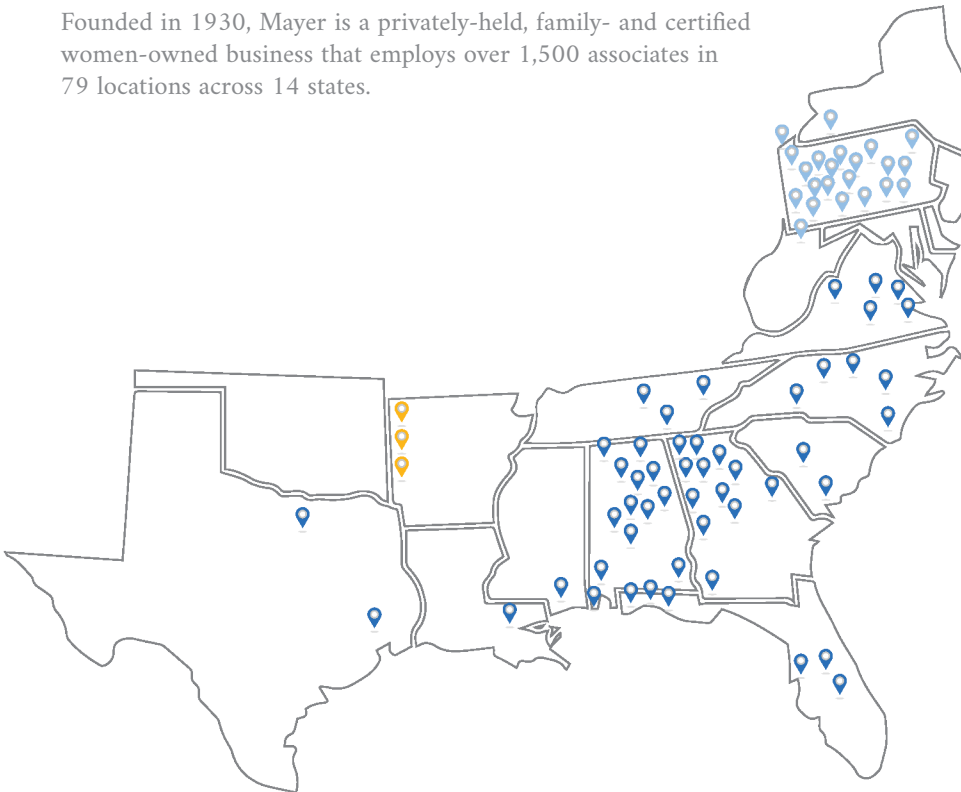 Founded in 1930, Mayer is a privately-held, family- and certified
women-owned business that employs over 1,500 associates in
79 locations across 14 states.